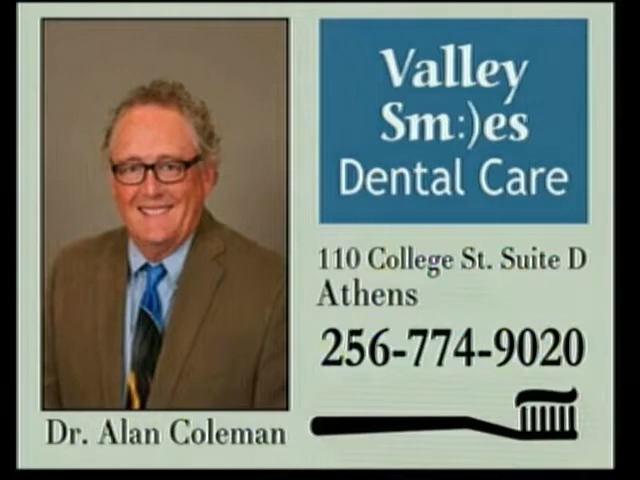 Valley
Sm:)es
Dental Care
110 College St. Suite D
Athens
256-774-9020
Dr. Alan Coleman